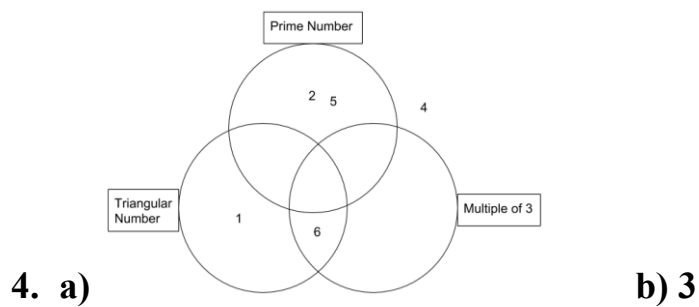 Prime Number
2 5
4
Triangular
Number
1
6
Multiple of 3
4. a)
b) 3